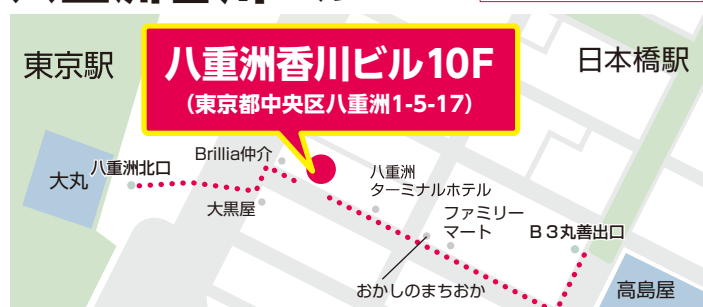 東京駅
八重洲香川ビル10F
（東京都中央区八重洲1-5-17）
日本橋駅
Brillia仲介
八重洲北口
大丸
大黒屋
八重洲
ターミナルホテル
ファミリー
マート
B3丸善出口
おかしのまちおか
高島屋